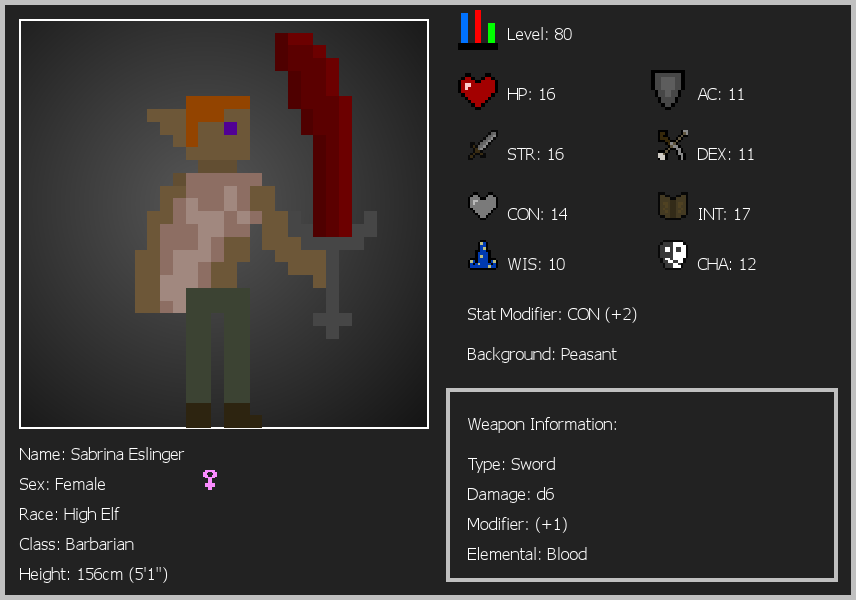 Level: 80
HP: 16
AC: 11
STR: 16
DEX: 11
CON: 14
INT: 17
WIS: 10
CHA: 12
Stat Modifier: CON (+2)
Background: Peasant
Weapon Information:
Type: Sword
Damage: d6
Modifier: (+1)
Elemental: Blood
Name: Sabrina Eslinger
Sex: Female
Race: High Elf
Class: Barbarian
Height: 156cm (5'1")